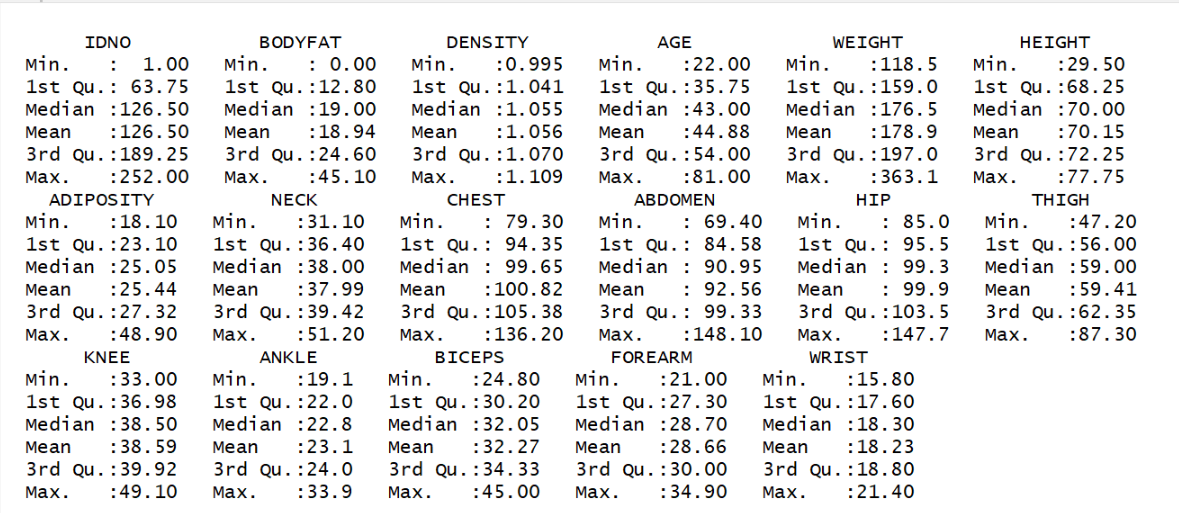 IDNO BODYFAT DENSITY AGE WEIGHT HEIGHT
Min. : 1.00 Min. : 0.00 Min. :0.995 Min. :22.00 Min. :118.5 Min. :29.50
1st Qu.: 63.75 1st Qu.:12.80 1st Qu.:1.041 1st Qu.:35.75 1st Qu.:159.0 1st Qu.:68.25
Median :126.50 Median :19.00 Median :1.055 Median :43.00 Median :176.5 Median :70.00
Mean :126.50 Mean :18.94 Mean :1.056 Mean :44.88 Mean :178.9 Mean :70.15
3rd Qu.:189.25 3rd Qu.:24.60 3rd Qu.:1.070 3rd Qu.:54.00 3rd Qu.:197.0 3rd Qu.:72.25
Max. :252.00 Max. :45.10 Max. :1.109 Max. :81.00 Max. :363.1 Max. :77.75
ADIPOSITY NECK CHEST ABDOMEN HIP THIGH
Min. :18.10 Min. :31.10 Min. : 79.30 Min. : 69.40 Min. : 85.0 Min. :47.20
1st Qu.:23.10 1st Qu.:36.40 1st Qu.: 94.35 1st Qu.: 84.58 1st Qu.: 95.5 1st Qu.:56.00
Median :25.05 Median :38.00 Median : 99.65 Median : 90.95 Median : 99.3 Median :59.00
Mean :25.44 Mean :37.99 Mean :100.82 Mean : 92.56 Mean : 99.9 Mean :59.41
3rd Qu.:27.32 3rd Qu.:39.42 3rd Qu.:105.38 3rd Qu.: 99.33 3rd Qu.:103.5 3rd Qu.:62.35
Max. :48.90 Max. :51.20 Max. :136.20 Max. :148.10 Max. :147.7 Max. :87.30
KNEE ANKLE BICEPS FOREARM WRIST
Min. :33.00 Min. :19.1 Min. :24.80 Min. :21.00 Min. :15.80
1st Qu.:36.98 1st Qu.:22.0 1st Qu.:30.20 1st Qu.:27.30 1st Qu.:17.60
Median :38.50 Median :22.8 Median :32.05 Median :28.70 Median :18.30
Mean :38.59 Mean :23.1 Mean :32.27 Mean :28.66 Mean :18.23
3rd Qu.:39.92 3rd Qu.:24.0 3rd Qu.:34.33 3rd Qu.:30.00 3rd Qu.:18.80
Max. :49.10 Max. :33.9 Max. :45.00 Max. :34.90 Max. :21.40